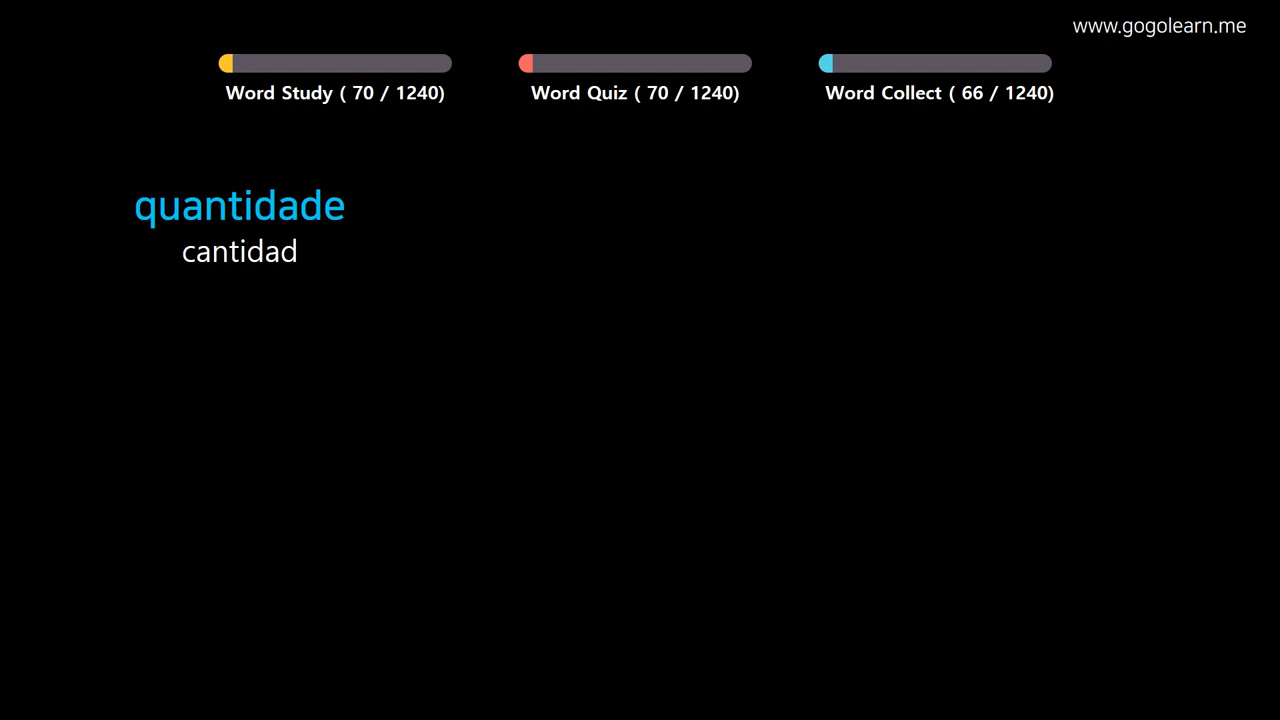 www.gogolearn.me
Word Study ( 70 / 1240)
Word Quiz ( 70 / 1240)
Word Collect ( 66 / 1240)
quantidade
cantidad